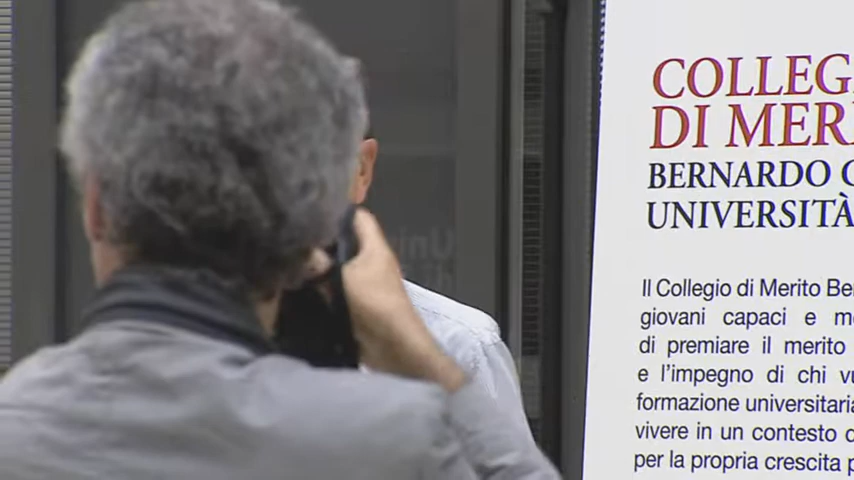 COLLEG
DI MER
BERNARDO
UNIVERSITÀ
Il Collegio di Merito Be
giovani capaci e m
di premiare il merito
e l'impegno di chi vu
formazione universitaria
vivere in un contesto
per la propria crescita p